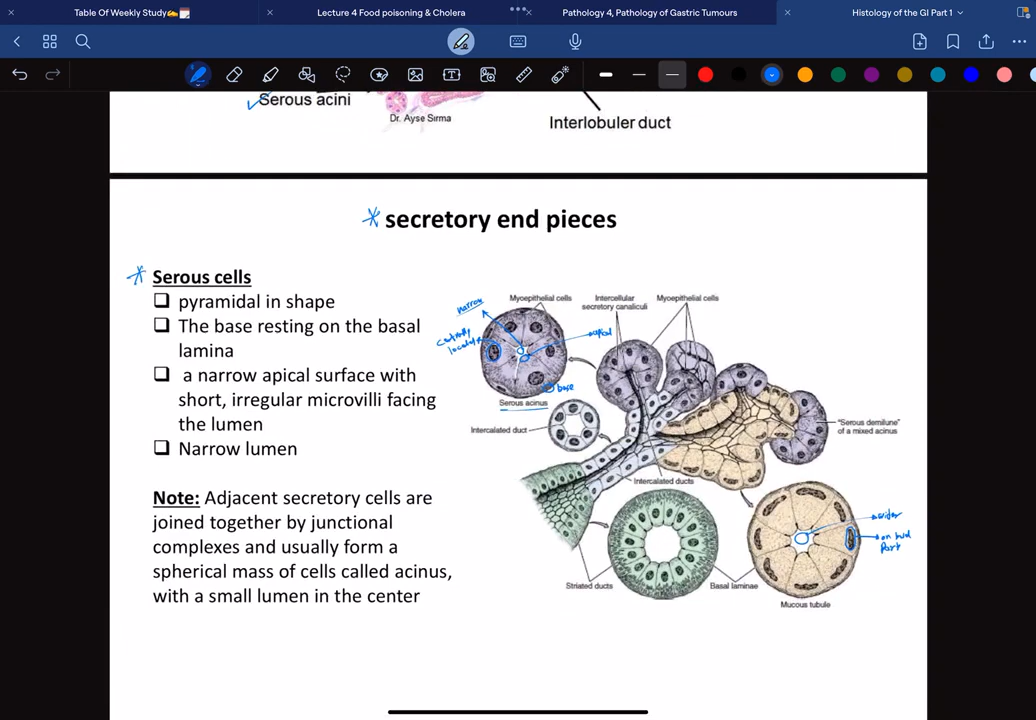 Table Of Weekly Study✍️🗓️
Lecture 4 Food poisoning & Cholera
Pathology 4, Pathology of Gastric Tumours
Histology of the GI Part 1
Serous acini
Dr. Ayse Sırma
Interlobuler duct
* secretory end pieces
* Serous cells
pyramidal in shape
The base resting on the basal
lamina
a narrow apical surface with
short, irregular microvilli facing
the lumen
Narrow lumen
Note: Adjacent secretory cells are
joined together by junctional
complexes and usually form a
spherical mass of cells called acinus,
with a small lumen in the center
Myoepithelial cells
Intercellular
secretory canaliculi
Myoepithelial cells
narrow
centrally
located
apical
base
Serous acinus
Intercalated duct
"Serous demilune"
of a mixed acinus
Intercalated ducts
wider
Part
Striated ducts
Basal laminae
Mucous tubule